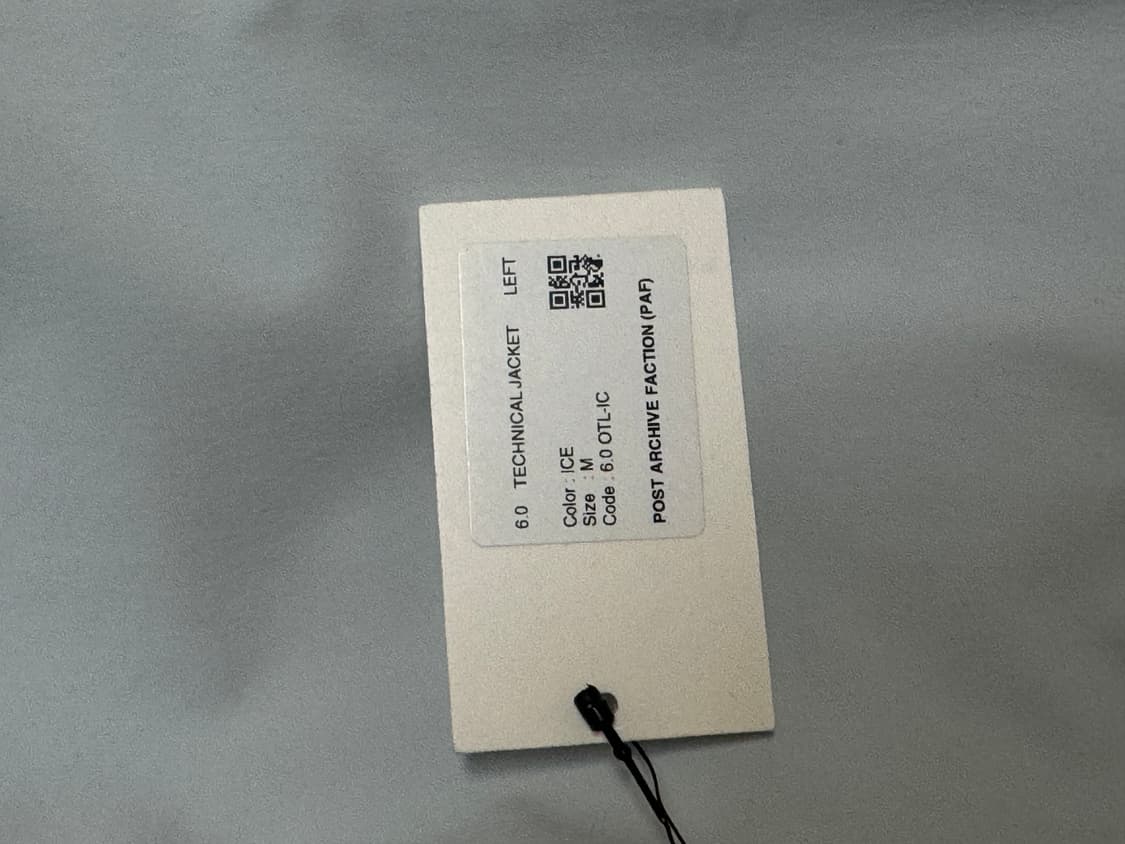 6.0 TECHNICAL JACKET LEFT
Color : ICE
Size : M
Code : 6.0 OTL-IC
POST ARCHIVE FACTION (PAF)